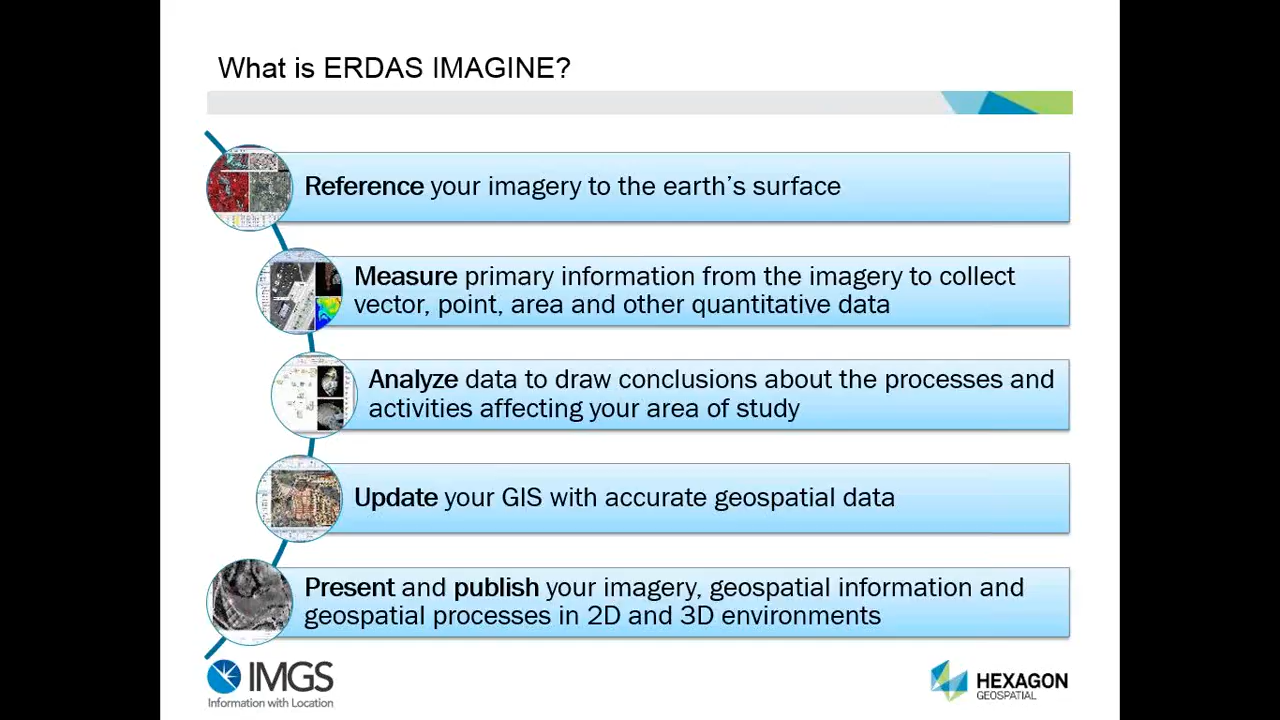 What is ERDAS IMAGINE?
Reference your imagery to the earth’s surface
Measure primary information from the imagery to collect
vector, point, area and other quantitative data
Analyze data to draw conclusions about the processes and
activities affecting your area of study
Update your GIS with accurate geospatial data
Present and publish your imagery, geospatial information and
geospatial processes in 2D and 3D environments
IMGS
Information with Location
HEXAGON
GEOSPATIAL